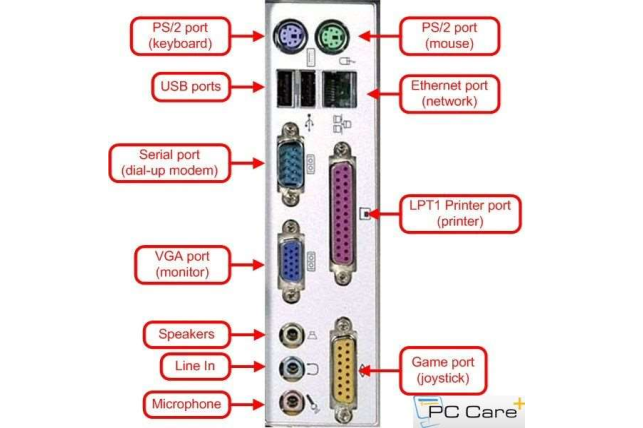 PS/2 port
(keyboard)
PS/2 port
(mouse)
USB ports
Ethernet port
(network)
Serial port
(dial-up modem)
LPT1 Printer port
(printer)
VGA port
(monitor)
Speakers
Line In
Game port
(joystick)
Microphone
PC Care+